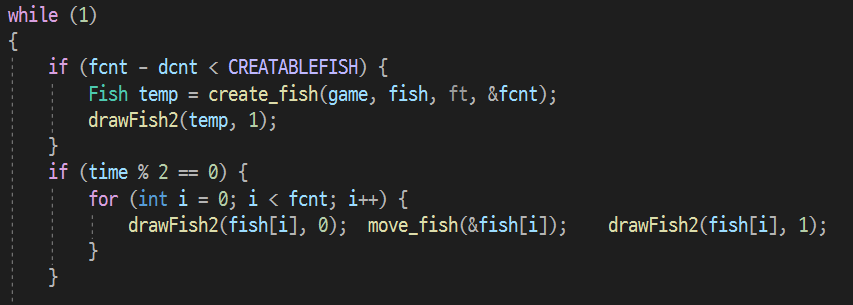 while (1)
{
if (fcnt - dcnt < CREATABLEFISH) {
Fish temp = create_fish(game, fish, ft, &fcnt);
drawFish2(temp, 1);
}
if (time % 2 == 0) {
for (int i = 0; i < fcnt; i++) {
drawFish2(fish[i], 0); move_fish(&fish[i]); drawFish2(fish[i], 1);
}
}